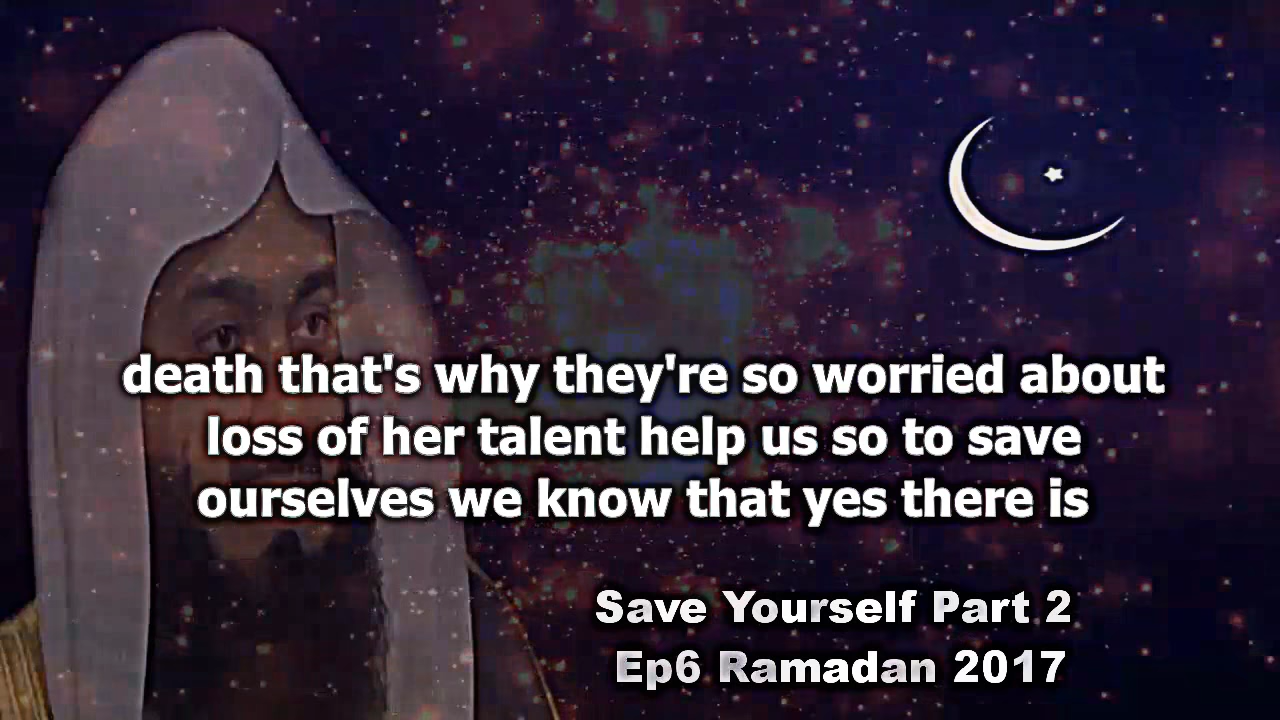 death that's why they're so worried about
loss of her talent help us so to save
ourselves we know that yes there is
Save Yourself Part 2
Ep6 Ramadan 2017